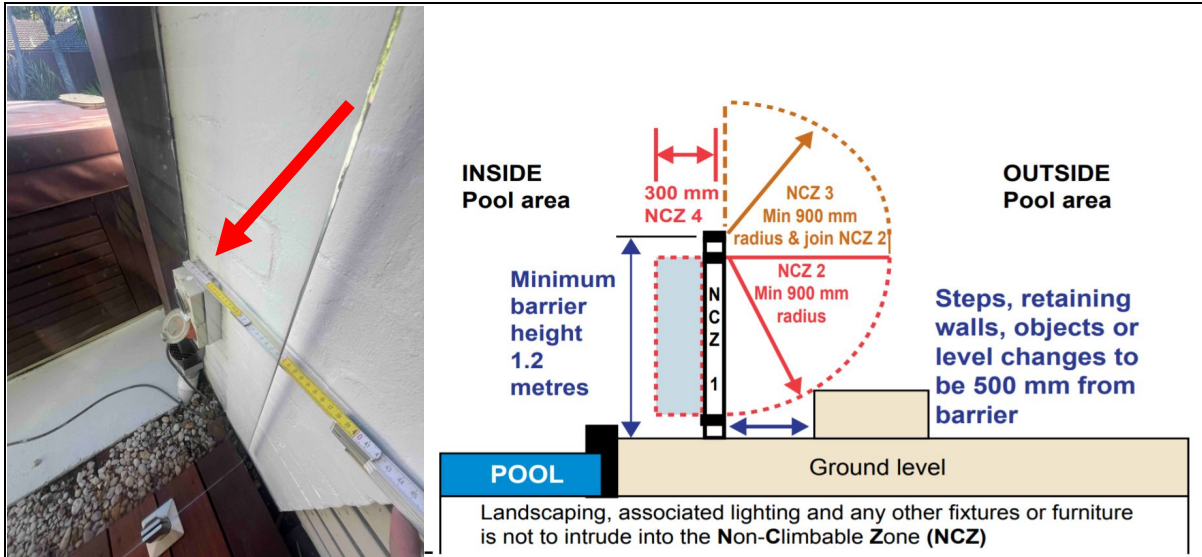 INSIDE
Pool area
OUTSIDE
Pool area
300 mm
NCZ 4
NCZ 3
Min 900 mm
radius & join NCZ 2
Minimum
barrier
height
1.2
metres
N
C
Z
1
NCZ 2
Min 900 mm
radius
Steps, retaining
walls, objects or
level changes to
be 500 mm from
barrier
POOL
Ground level
Landscaping, associated lighting and any other fixtures or furniture
is not to intrude into the Non-Climbable Zone (NCZ)